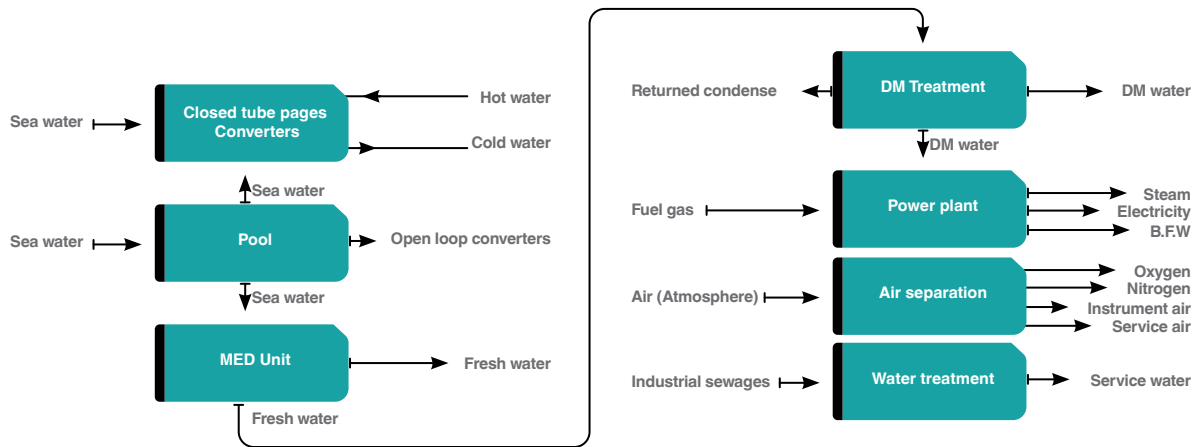 Sea water
Closed tube pages
Converters
Hot water
Cold water
Sea water
Sea water
Pool
Open loop converters
Sea water
MED Unit
Fresh water
Fresh water
Returned condense
DM Treatment
DM water
DM water
Fuel gas
Power plant
Steam
Electricity
B.F.W
Air (Atmosphere)
Air separation
Oxygen
Nitrogen
Instrument air
Service air
Industrial sewages
Water treatment
Service water